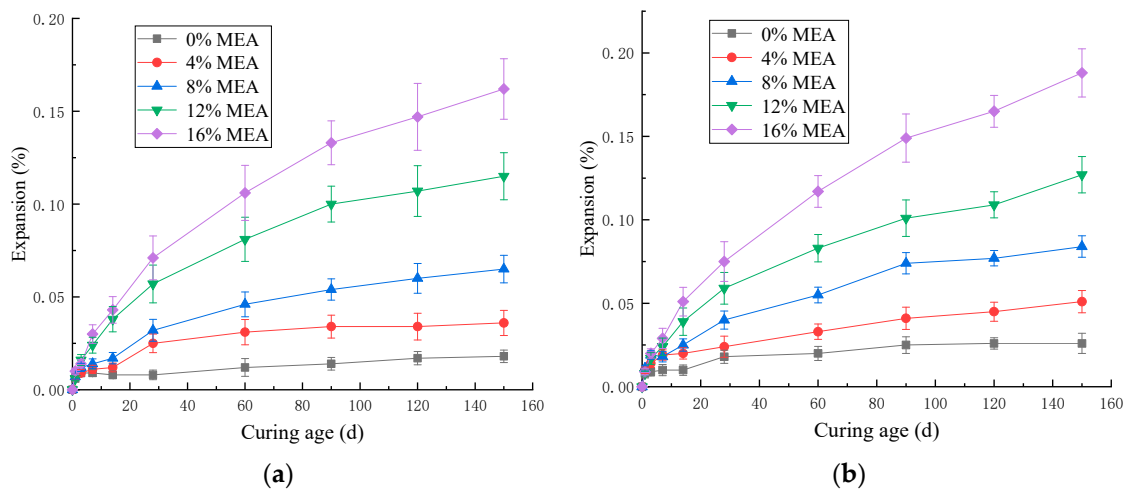 0.20
0.15
0.10
0.05
0.00
Expansion (%)
0% MEA
4% MEA
8% MEA
12% MEA
16% MEA
0 20 40 60 80 100 120 140 160
Curing age (d)
(a)
0.20
0.15
0.10
0.05
0.00
Expansion (%)
0% MEA
4% MEA
8% MEA
12% MEA
16% MEA
0 20 40 60 80 100 120 140 160
Curing age (d)
(b)